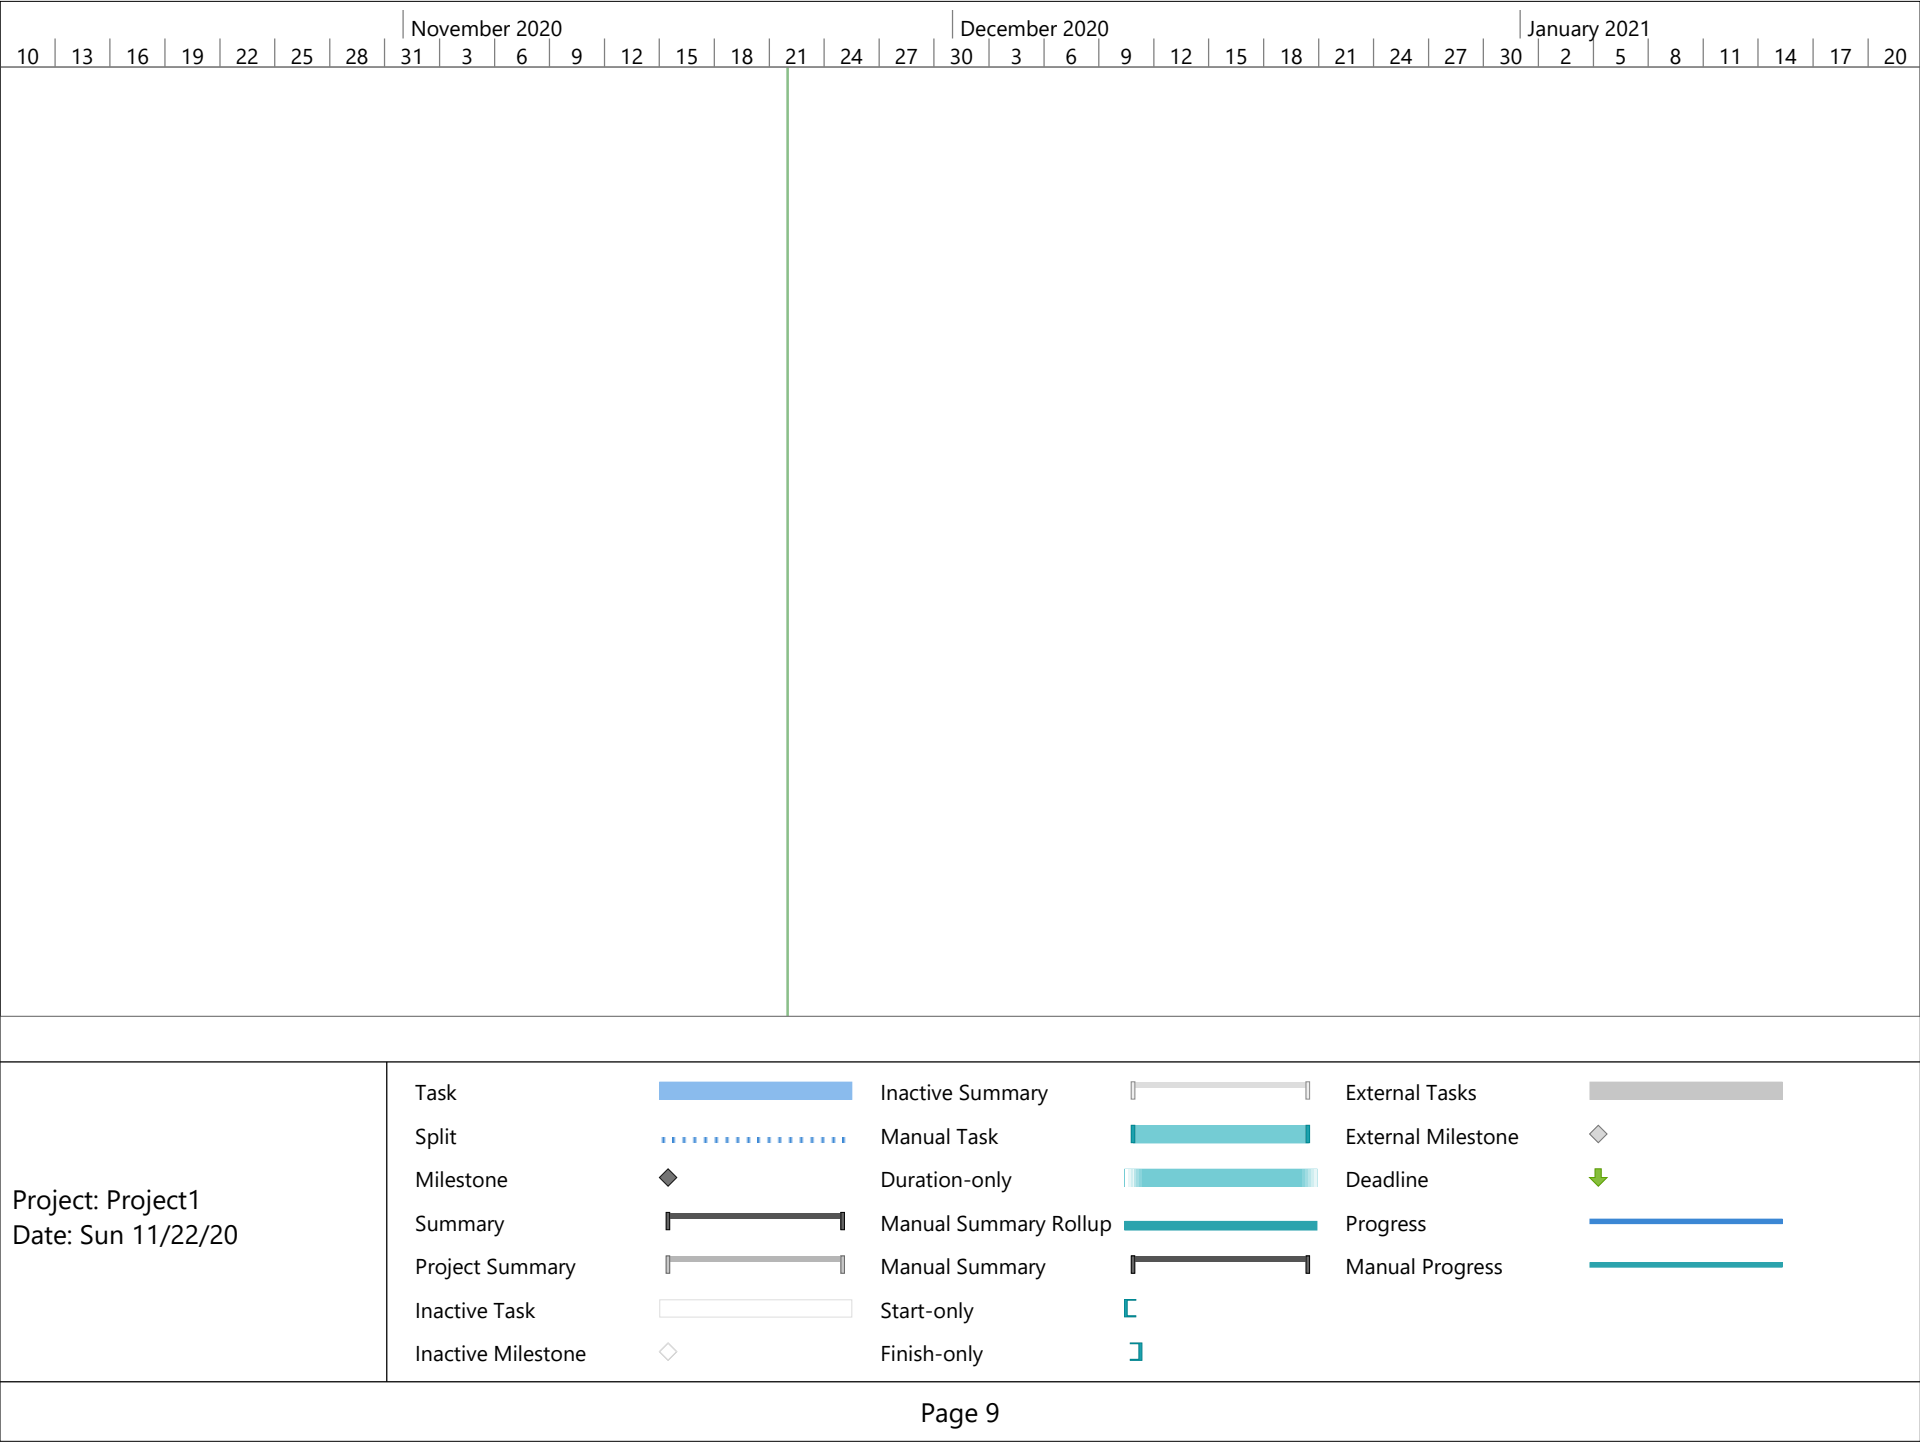 November 2020 December 2020 January 2021
10 13 16 19 22 25 28 31 3 6 9 12 15 18 21 24 27 30 3 6 9 12 15 18 21 24 27 30 2 5 8 11 14 17 20
Project: Project1
Date: Sun 11/22/20
Task
Split
Milestone
Summary
Project Summary
Inactive Task
Inactive Milestone
Inactive Summary
Manual Task
Duration-only
Manual Summary Rollup
Manual Summary
Start-only
Finish-only
External Tasks
External Milestone
Deadline
Progress
Manual Progress
Page 9